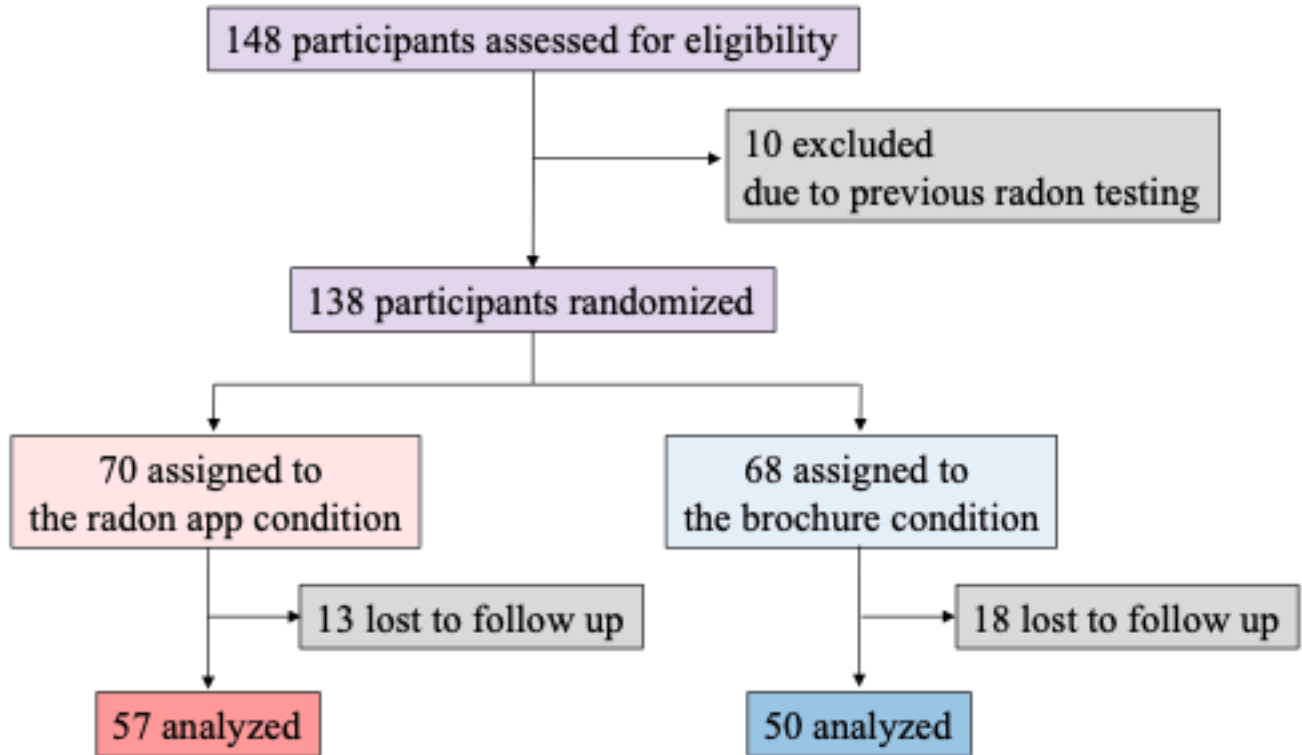 148 participants assessed for eligibility
10 excluded
due to previous radon testing
138 participants randomized
70 assigned to
the radon app condition
68 assigned to
the brochure condition
13 lost to follow up
18 lost to follow up
57 analyzed
50 analyzed